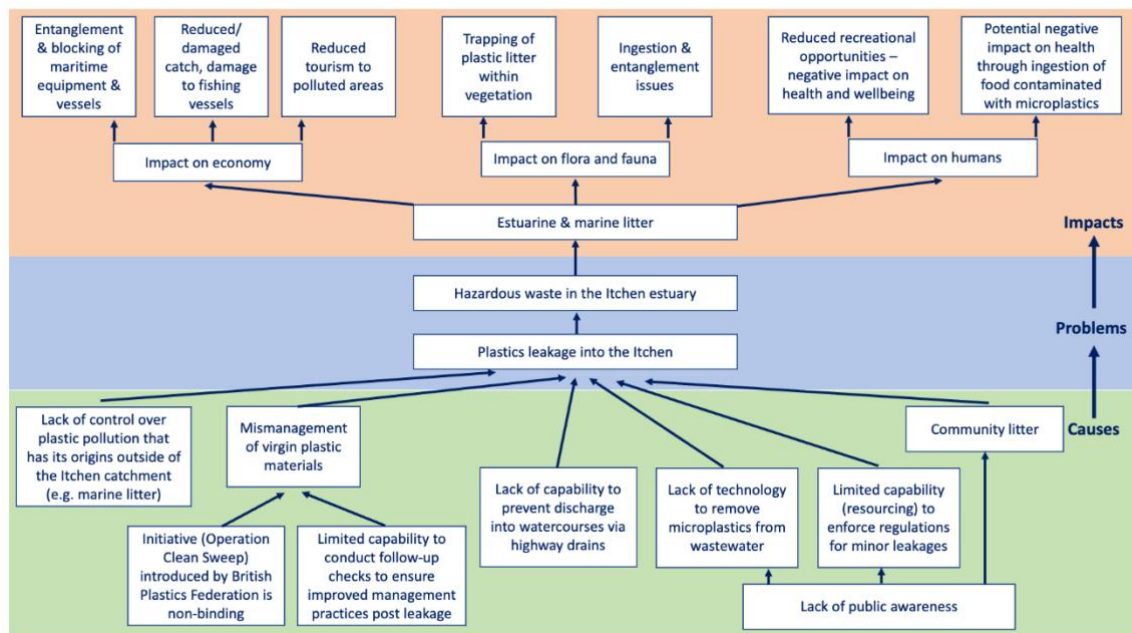 Entanglement
& blocking of
maritime
equipment &
vessels
Reduced/
damaged
catch, damage
to fishing
vessels
Reduced
tourism to
polluted areas
Trapping of
plastic litter
within
vegetation
Ingestion &
entanglement
issues
Reduced recreational
opportunities –
negative impact on
health and wellbeing
Potential negative
impact on health
through ingestion of
food contaminated
with microplastics
Impact on economy
Impact on flora and fauna
Impact on humans
Estuarine & marine litter
Impacts
Hazardous waste in the Itchen estuary
Problems
Plastics leakage into the Itchen
Lack of control over
plastic pollution that
has its origins outside of
the Itchen catchment
(e.g. marine litter)
Mismanagement
of virgin plastic
materials
Community litter
Causes
Lack of capability to
prevent discharge
into watercourses via
highway drains
Lack of technology
to remove
microplastics from
wastewater
Limited capability
(resourcing) to
enforce regulations
for minor leakages
Initiative (Operation
Clean Sweep)
introduced by British
Plastics Federation is
non-binding
Limited capability to
conduct follow-up
checks to ensure
improved management
practices post leakage
Lack of public awareness